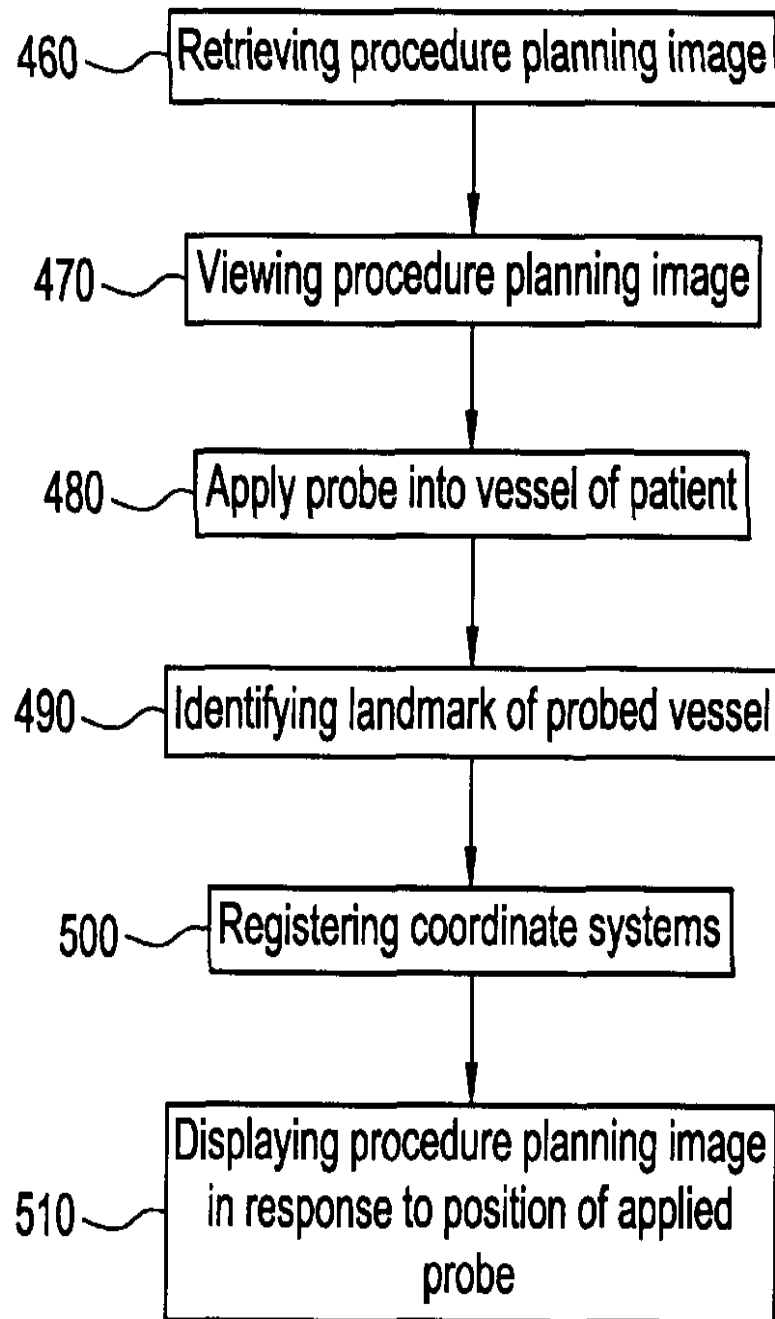 460 Retrieving procedure planning image
470 Viewing procedure planning image
480 Apply probe into vessel of patient
490 Identifying landmark of probed vessel
500 Registering coordinate systems
Displaying procedure planning image
510 in response to position of applied
probe